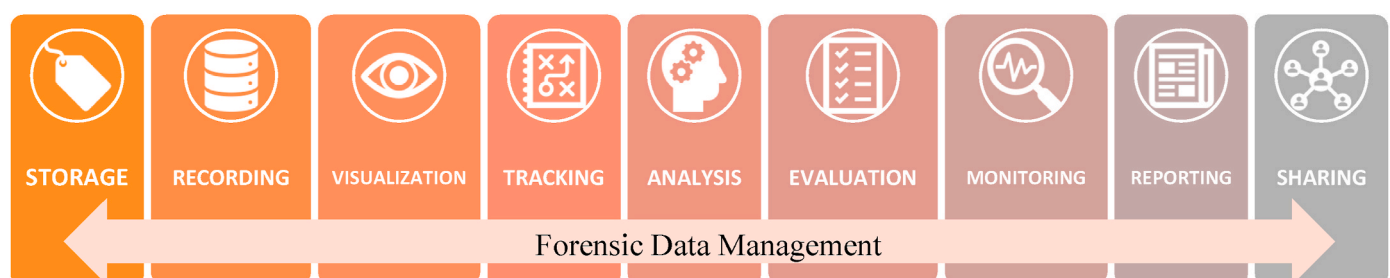 STORAGE
RECORDING
VISUALIZATION
TRACKING
ANALYSIS
EVALUATION
MONITORING
REPORTING
SHARING
Forensic Data Management